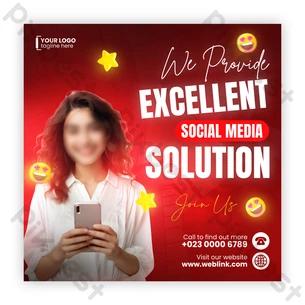 YOUR LOGO
tagline here
We Provide
EXCELLENT
SOCIAL MEDIA
SOLUTION
Join Us
Call to find out more
+023 0000 6789
Visit our website
www.weblink.com